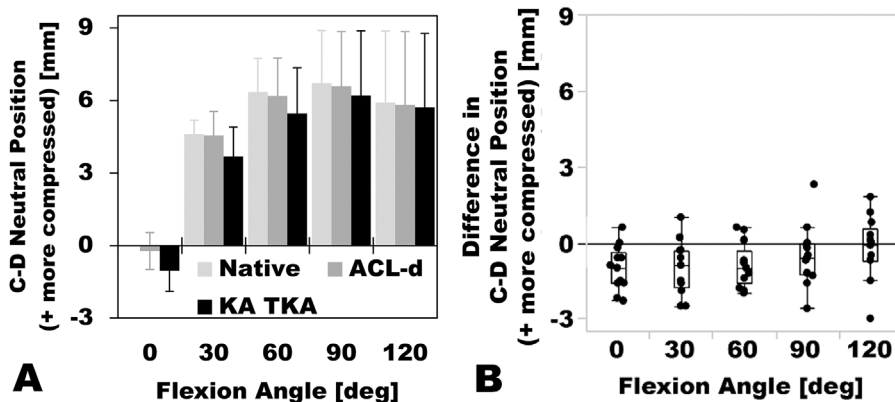 C-D Neutral Position
(+ more compressed) [mm]
9
6
3
0
-3
Native
ACL-d
KA TKA
0
30
60
90
120
Flexion Angle [deg]
A
Difference in
C-D Neutral Position
(+ more compressed) [mm]
9
6
3
0
-3
0
30
60
90
120
Flexion Angle [deg]
B